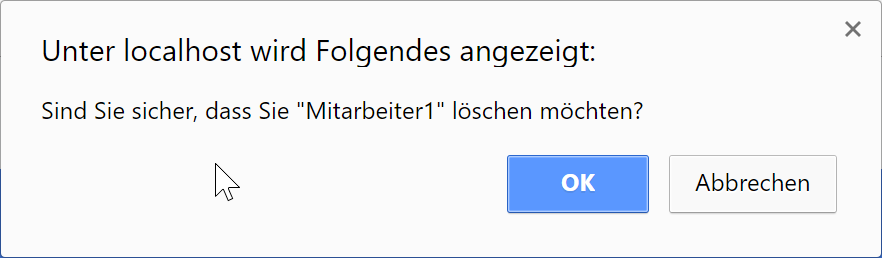 Unter localhost wird Folgendes angezeigt:
Sind Sie sicher, dass Sie "Mitarbeiter1" löschen möchten?
OK
Abbrechen